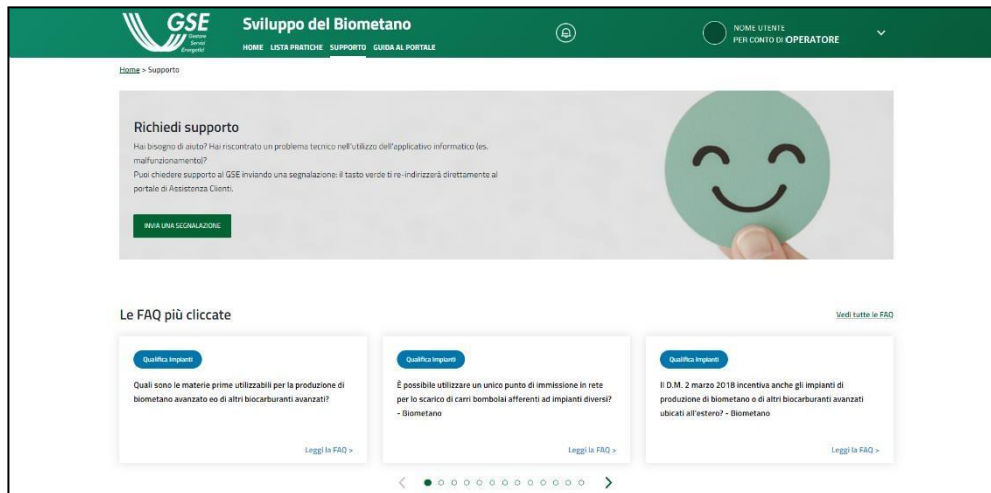 GSE
Gestore
Servizi
Energetici
Sviluppo del Biometano
HOME LISTA PRATICHE SUPPORTO GUIDA AL PORTALE
NOME UTENTE
PER CONTO DI OPERATORE
Home > Supporto
Richiedi supporto
Hai bisogno di aiuto? Hai riscontrato un problema tecnico nell'utilizzo dell'applicativo informatico (es.
malfunzionamento)?
Puoi chiedere supporto al GSE inviando una segnalazione: il tasto verde ti re-indirizzerà direttamente al
portale di Assistenza Clienti.
INVIA UNA SEGNALAZIONE
Le FAQ più cliccate
Vedi tutte le FAQ
Qualifica Impianti
Quali sono le materie prime utilizzabili per la produzione di
biometano avanzato eo di altri biocarburanti avanzati?
Leggi la FAQ >
Qualifica Impianti
È possibile utilizzare un unico punto di immissione in rete
per lo scarico di carri bombolai afferenti ad impianti diversi?
- Biometano
Leggi la FAQ >
Qualifica Impianti
Il D.M. 2 marzo 2018 incentiva anche gli impianti di
produzione di biometano o di altri biocarburanti avanzati
ubicati all'estero? - Biometano
Leggi la FAQ >